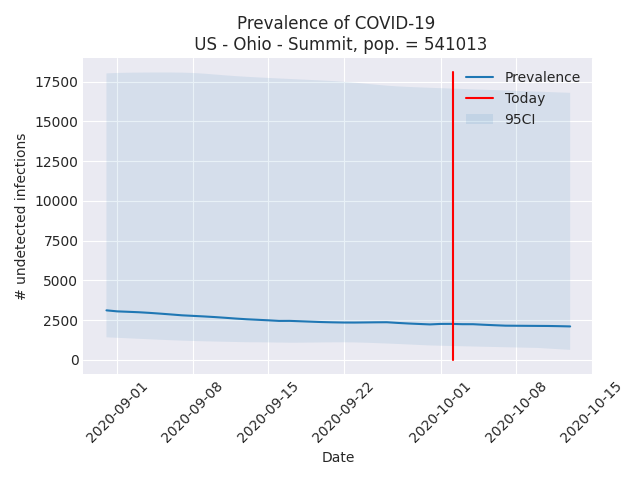 Prevalence of COVID-19
US - Ohio - Summit, pop. = 541013
Prevalence
Today
95CI
17500
15000
12500
10000
7500
5000
2500
0
# undetected infections
2020-09-01
2020-09-08
2020-09-15
2020-09-22
2020-10-01
2020-10-08
2020-10-15
Date